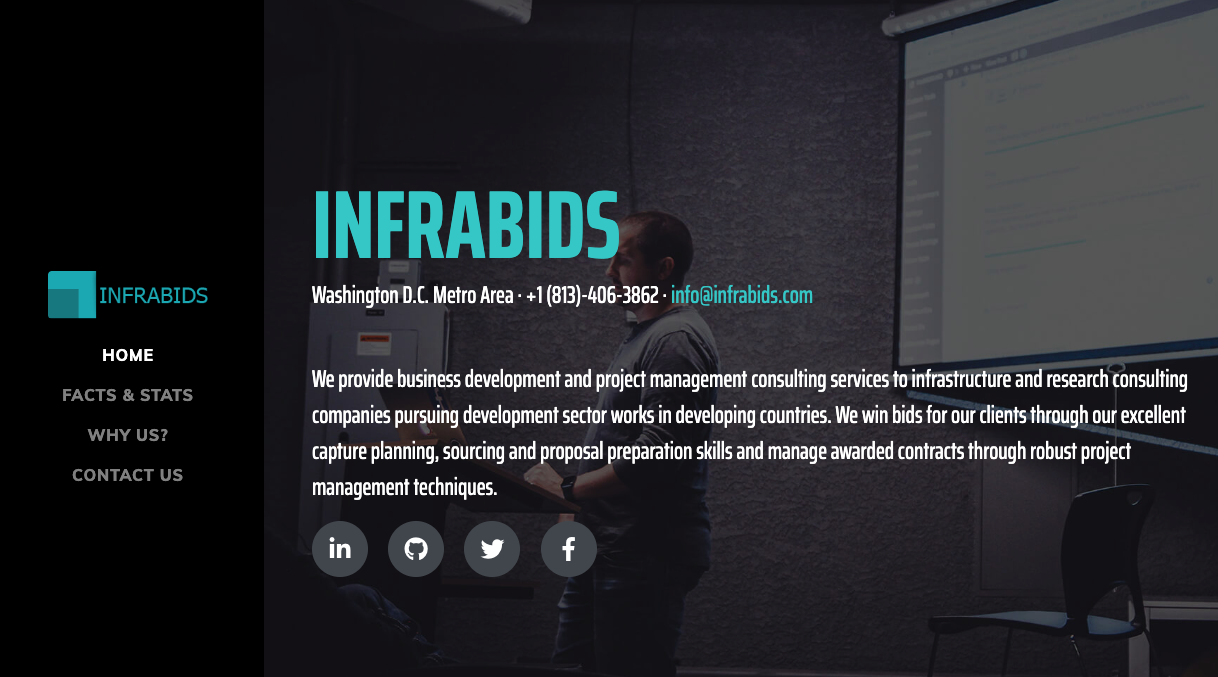 INFRABIDS
HOME
FACTS & STATS
WHY US?
CONTACT US
INFRABIDS
Washington D.C. Metro Area · +1 (813)-406-3862 · info@infrabids.com
We provide business development and project management consulting services to infrastructure and research consulting
companies pursuing development sector works in developing countries. We win bids for our clients through our excellent
capture planning, sourcing and proposal preparation skills and manage awarded contracts through robust project
management techniques.
in